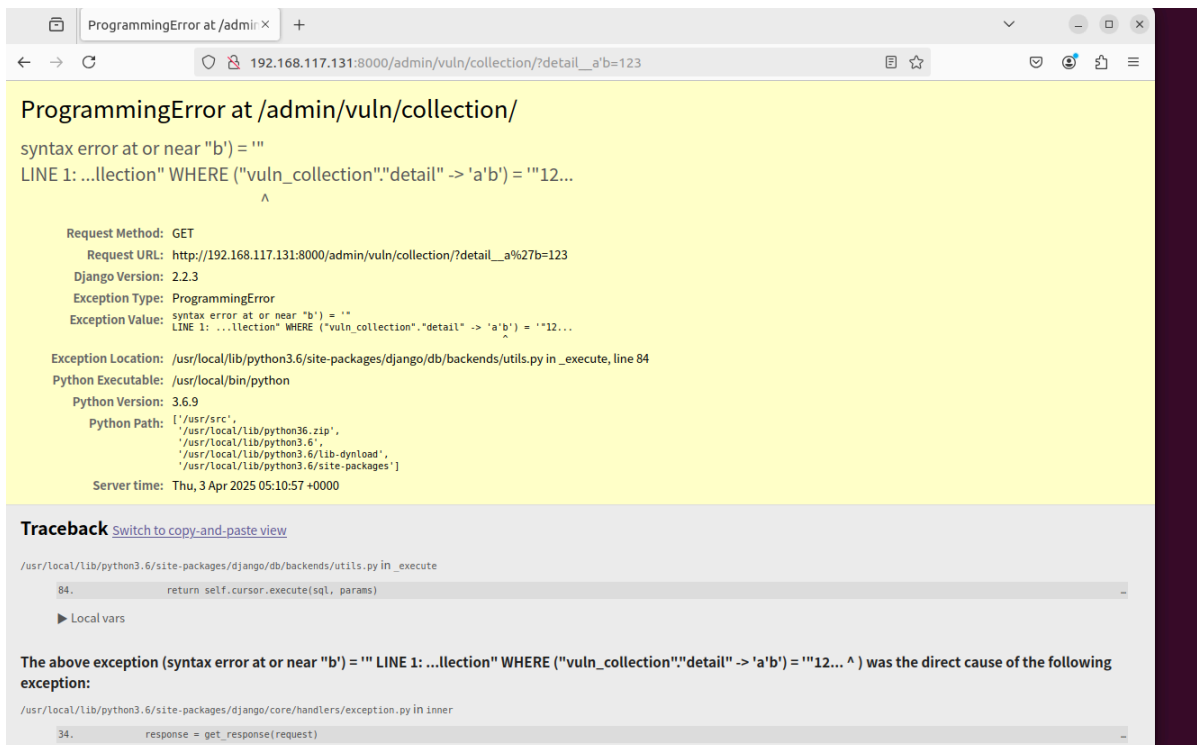 ProgrammingError at /admin
192.168.117.131:8000/admin/vuln/collection/?detail__a'b=123
ProgrammingError at /admin/vuln/collection/
syntax error at or near "b') = '"
LINE 1: ...llection" WHERE ("vuln_collection"."detail" -> 'a'b') = '"12...
^
Request Method: GET
Request URL: http://192.168.117.131:8000/admin/vuln/collection/?detail__a%27b=123
Django Version: 2.2.3
Exception Type: ProgrammingError
Exception Value: syntax error at or near "b') = '"
LINE 1: ...llection" WHERE ("vuln_collection"."detail" -> 'a'b') = '"12...
^
Exception Location: /usr/local/lib/python3.6/site-packages/django/db/backends/utils.py in _execute, line 84
Python Executable: /usr/local/bin/python
Python Version: 3.6.9
Python Path: ['/usr/src',
'/usr/local/lib/python36.zip',
'/usr/local/lib/python3.6',
'/usr/local/lib/python3.6/lib-dynload',
'/usr/local/lib/python3.6/site-packages']
Server time: Thu, 3 Apr 2025 05:10:57 +0000
Traceback Switch to copy-and-paste view
/usr/local/lib/python3.6/site-packages/django/db/backends/utils.py in _execute
84. return self.cursor.execute(sql, params) …
▶ Local vars
The above exception (syntax error at or near "b') = '" LINE 1: ...llection" WHERE ("vuln_collection"."detail" -> 'a'b') = '"12... ^ ) was the direct cause of the following
exception:
/usr/local/lib/python3.6/site-packages/django/core/handlers/exception.py in inner
34. response = get_response(request) …